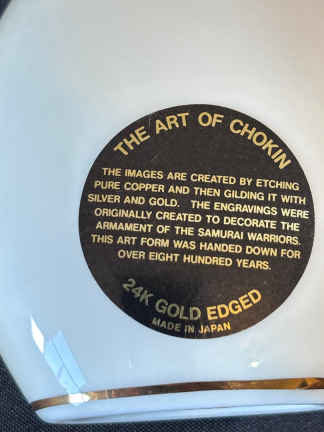 THE ART OF CHOKIN
THE IMAGES ARE CREATED BY ETCHING
PURE COPPER AND THEN GILDING IT WITH
SILVER AND GOLD. THE ENGRAVINGS WERE
ORIGINALLY CREATED TO DECORATE THE
ARMAMENT OF THE SAMURAI WARRIORS.
THIS ART FORM WAS HANDED DOWN FOR
OVER EIGHT HUNDRED YEARS.
24K GOLD EDGED
MADE IN JAPAN